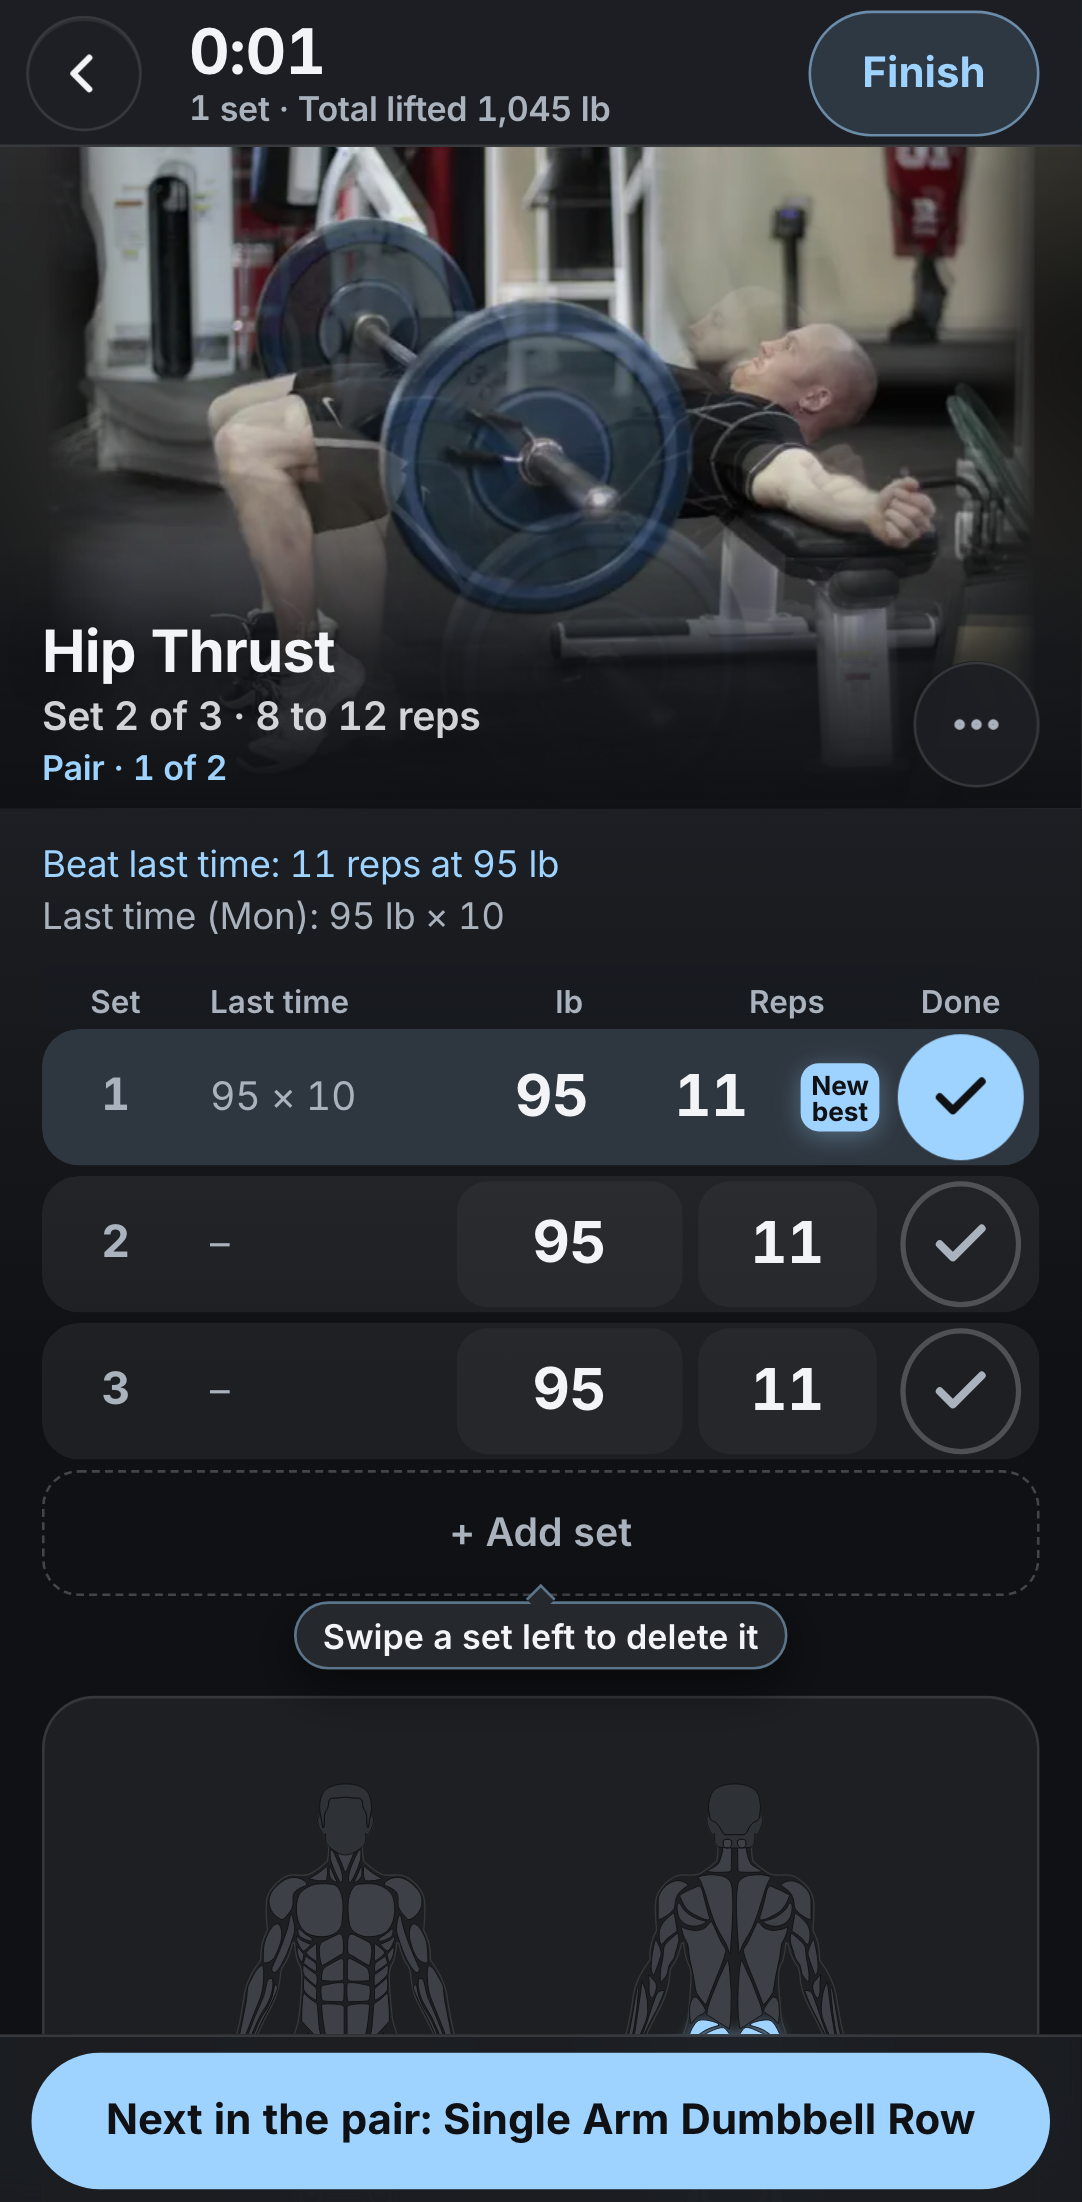 0:01
1 set · Total lifted 1,045 lb
Finish
Hip Thrust
Set 2 of 3 · 8 to 12 reps
Pair · 1 of 2
Beat last time: 11 reps at 95 lb
Last time (Mon): 95 lb × 10
Set Last time lb Reps Done
1 95 × 10 95 11 New best
2 – 95 11
3 – 95 11
+ Add set
Swipe a set left to delete it
Next in the pair: Single Arm Dumbbell Row